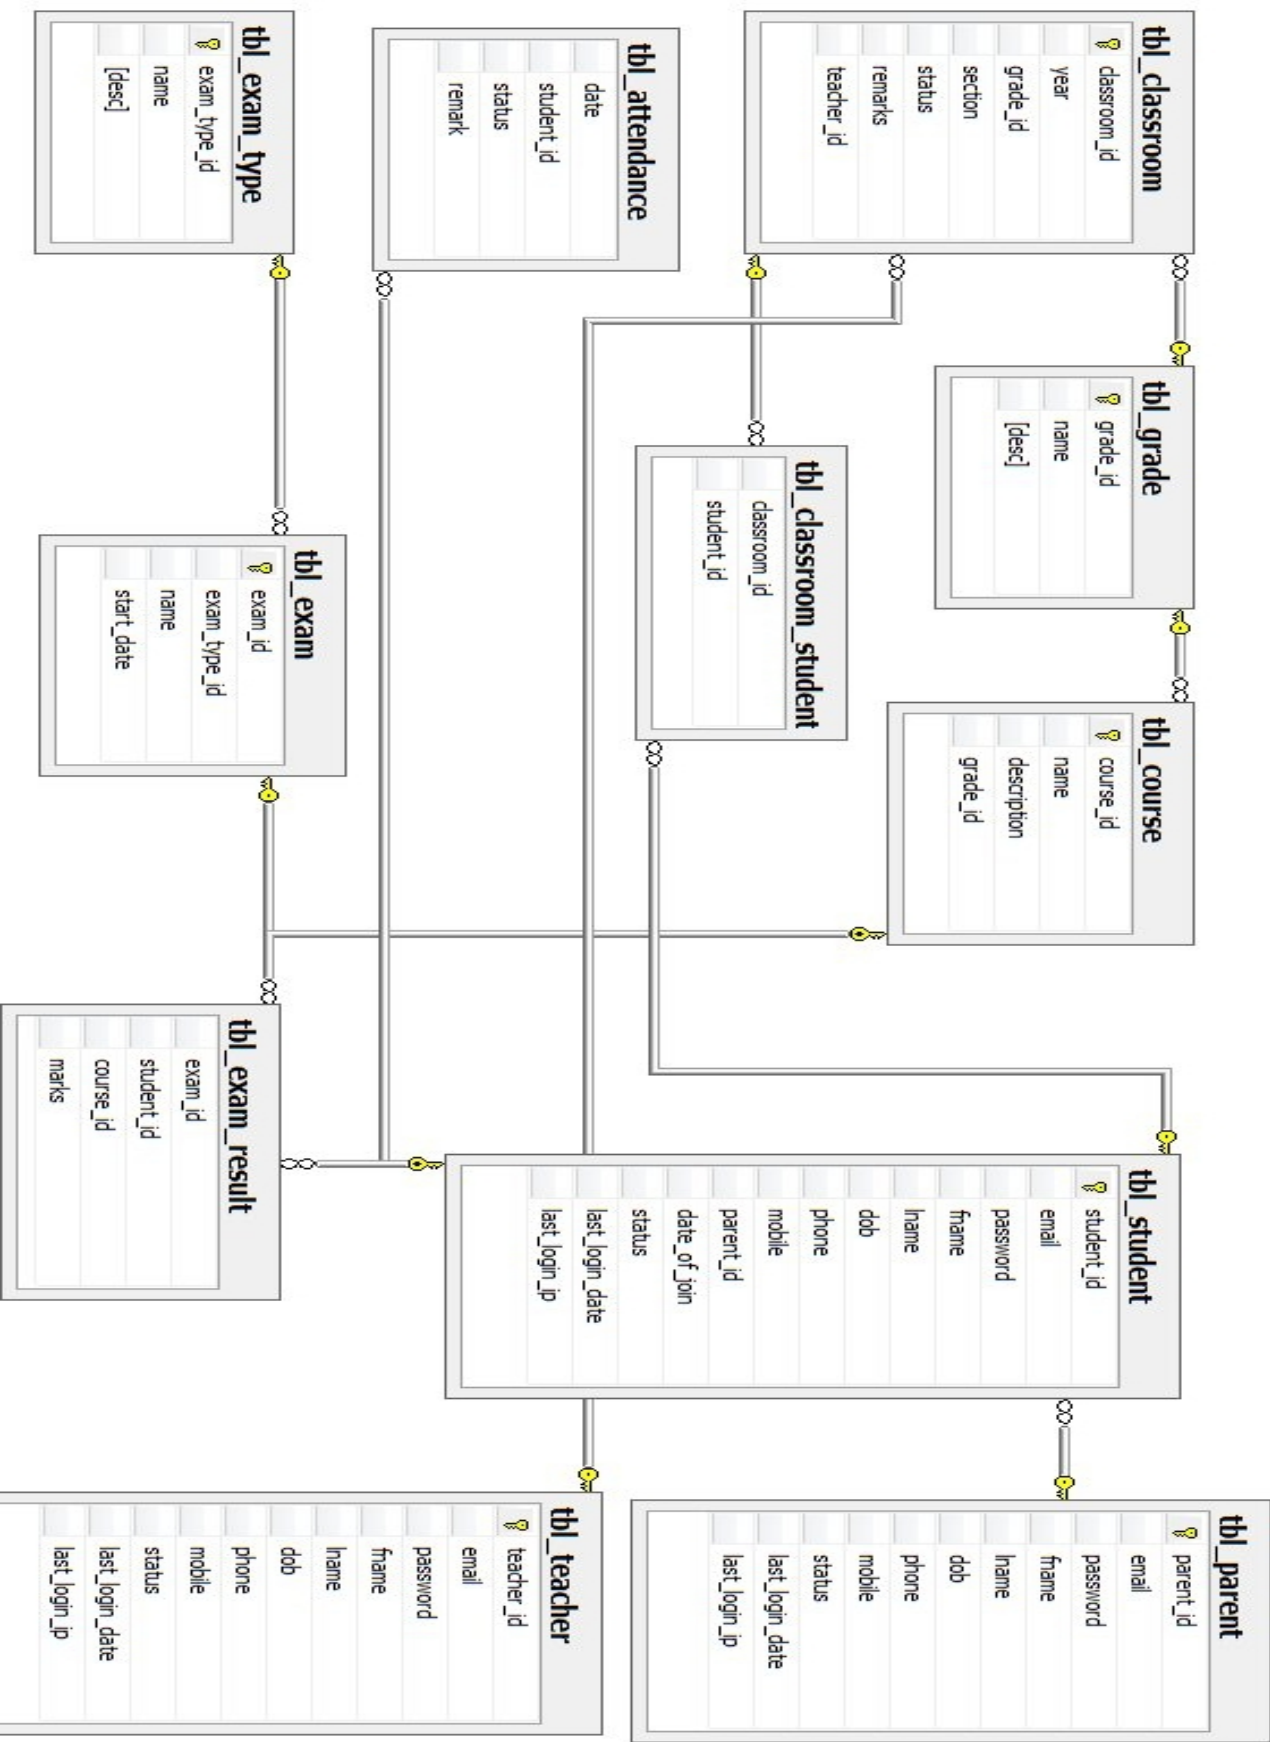 tbl_classroom
classroom_id
year
grade_id
section
status
remarks
teacher_id
tbl_grade
grade_id
name
[desc]
tbl_course
course_id
name
description
grade_id
tbl_attendance
date
student_id
status
remark
tbl_classroom_student
classroom_id
student_id
tbl_student
student_id
email
password
fname
lname
dob
phone
mobile
parent_id
date_of_join
status
last_login_date
last_login_ip
tbl_parent
parent_id
email
password
fname
lname
dob
phone
mobile
status
last_login_date
last_login_ip
tbl_exam_type
exam_type_id
name
[desc]
tbl_exam
exam_id
exam_type_id
name
start_date
tbl_exam_result
exam_id
student_id
course_id
marks
tbl_teacher
teacher_id
email
password
fname
lname
dob
phone
mobile
status
last_login_date
last_login_ip